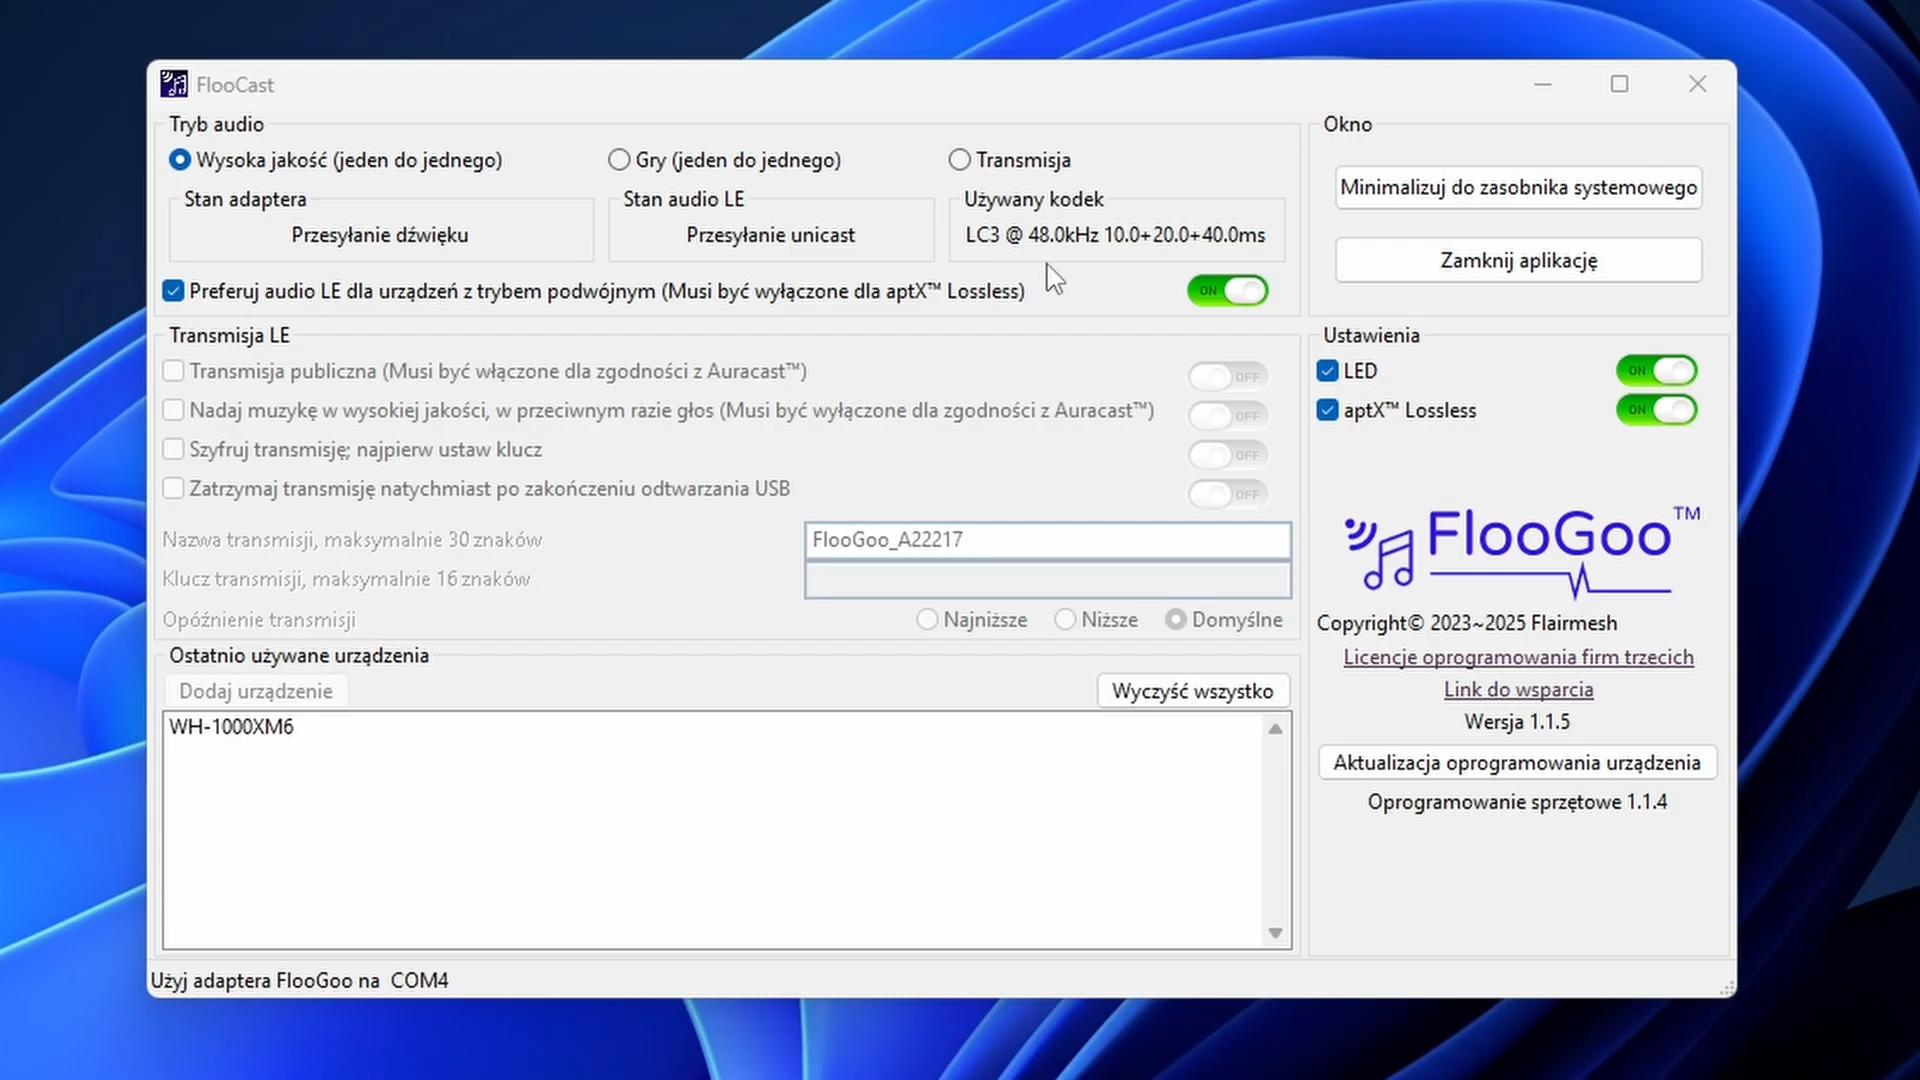 FlooCast
Tryb audio
Wysoka jakość (jeden do jednego)
Gry (jeden do jednego)
Transmisja
Stan adaptera
Przesyłanie dźwięku
Stan audio LE
Przesyłanie unicast
Używany kodek
LC3 @ 48.0kHz 10.0+20.0+40.0ms
Preferuj audio LE dla urządzeń z trybem podwójnym (Musi być wyłączone dla aptX™ Lossless)
ON
Transmisja LE
Transmisja publiczna (Musi być włączone dla zgodności z Auracast™)
OFF
Nadaj muzykę w wysokiej jakości, w przeciwnym razie głos (Musi być wyłączone dla zgodności z Auracast™)
OFF
Szyfruj transmisję; najpierw ustaw klucz
OFF
Zatrzymaj transmisję natychmiast po zakończeniu odtwarzania USB
OFF
Nazwa transmisji, maksymalnie 30 znaków
FlooGoo_A22217
Klucz transmisji, maksymalnie 16 znaków
Opóźnienie transmisji
Najniższe
Niższe
Domyślne
Ostatnio używane urządzenia
Dodaj urządzenie
Wyczyść wszystko
WH-1000XM6
Okno
Minimalizuj do zasobnika systemowego
Zamknij aplikację
Ustawienia
LED
ON
aptX™ Lossless
ON
FlooGoo™
Copyright© 2023~2025 Flairmesh
Licencje oprogramowania firm trzecich
Link do wsparcia
Wersja 1.1.5
Aktualizacja oprogramowania urządzenia
Oprogramowanie sprzętowe 1.1.4
Użyj adaptera FlooGoo na COM4